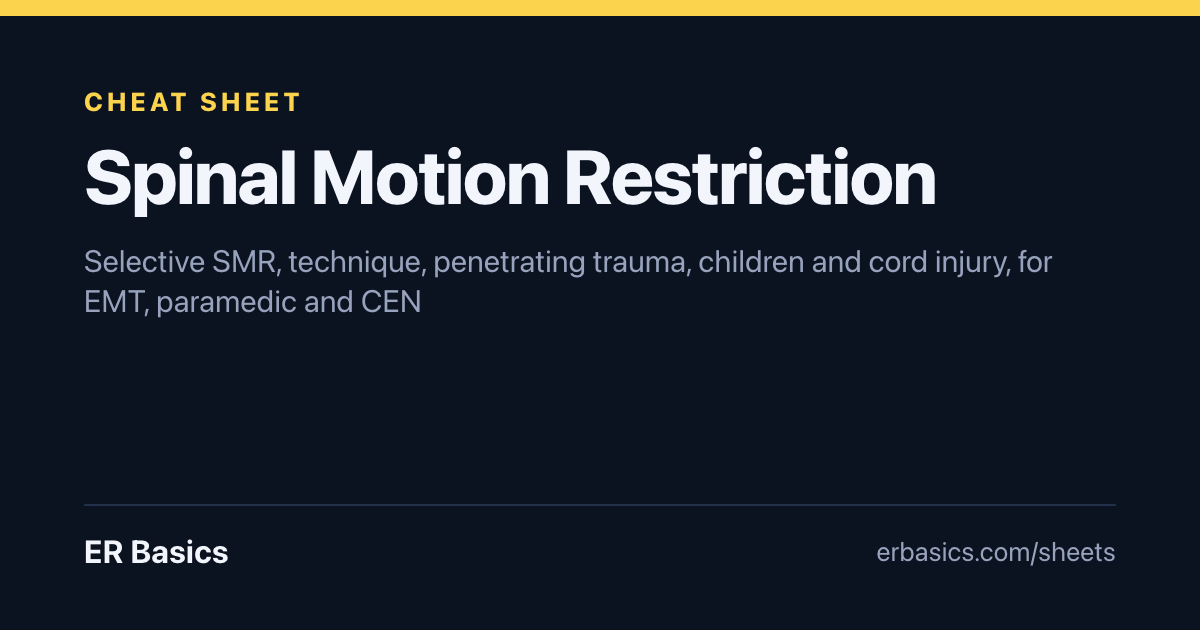 CHEAT SHEET
Spinal Motion Restriction
Selective SMR, technique, penetrating trauma, children and cord injury, for
EMT, paramedic and CEN
ER Basics
erbasics.com/sheets